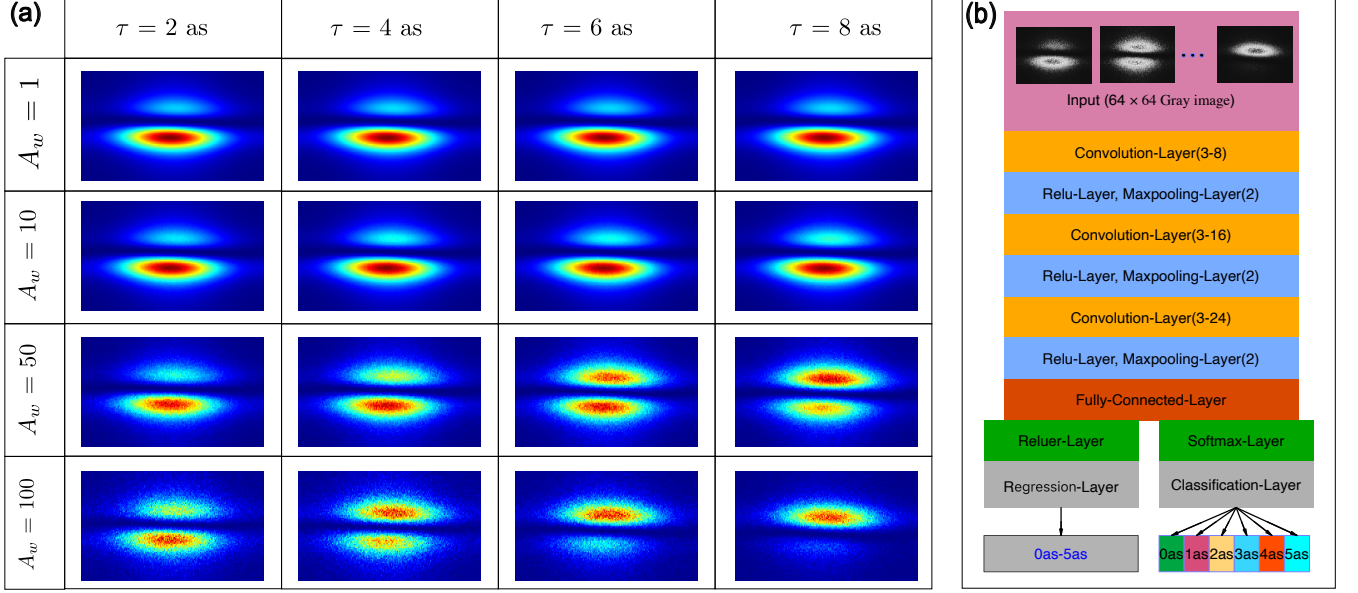 (a)
τ = 2 as
τ = 4 as
τ = 6 as
τ = 8 as
A_w = 1
A_w = 10
A_w = 50
A_w = 100
(b)
...
Input (64 × 64 Gray image)
Convolution-Layer(3-8)
Relu-Layer, Maxpooling-Layer(2)
Convolution-Layer(3-16)
Relu-Layer, Maxpooling-Layer(2)
Convolution-Layer(3-24)
Relu-Layer, Maxpooling-Layer(2)
Fully-Connected-Layer
Reluer-Layer
Softmax-Layer
Regression-Layer
Classification-Layer
0as-5as
0as 1as 2as 3as 4as 5as